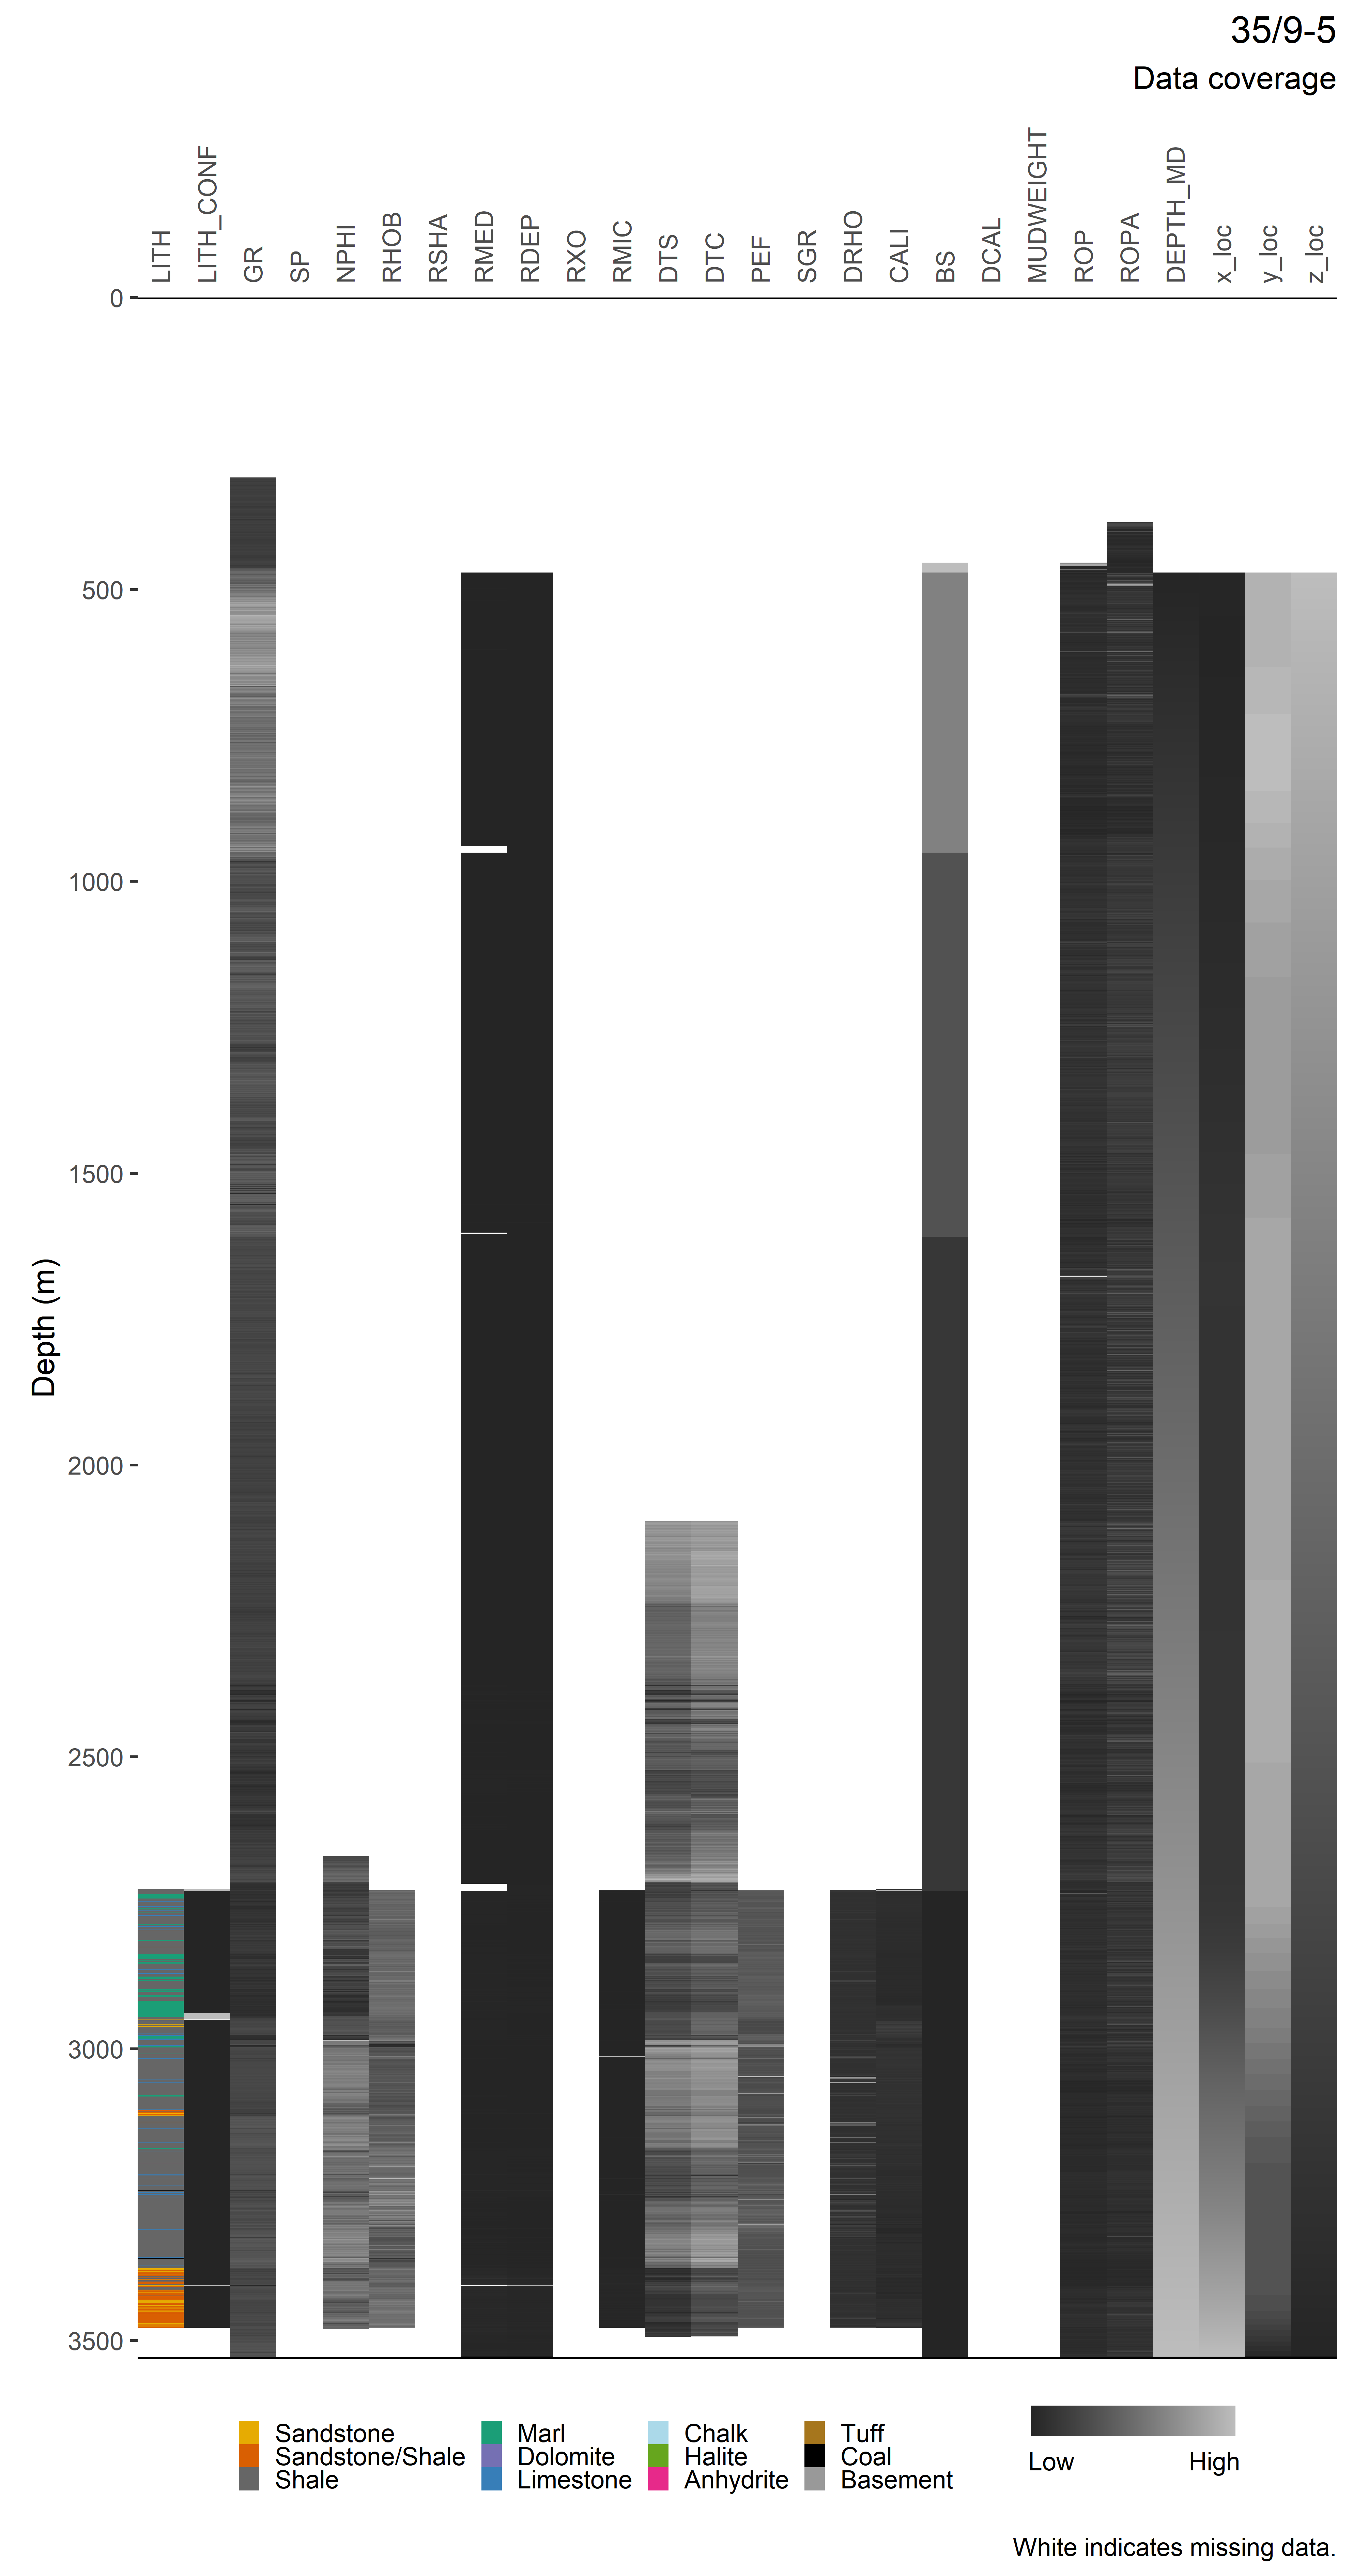 35/9-5
Data coverage
LITH
LITH_CONF
GR
SP
NPHI
RHOB
RSHA
RMED
RDEP
RXO
RMIC
DTS
DTC
PEF
SGR
DRHO
CALI
BS
DCAL
MUDWEIGHT
ROP
ROPA
DEPTH_MD
x_loc
y_loc
z_loc
0
500
1000
1500
2000
2500
3000
3500
Depth (m)
Sandstone
Sandstone/Shale
Shale
Marl
Dolomite
Limestone
Chalk
Halite
Anhydrite
Tuff
Coal
Basement
Low
High
White indicates missing data.